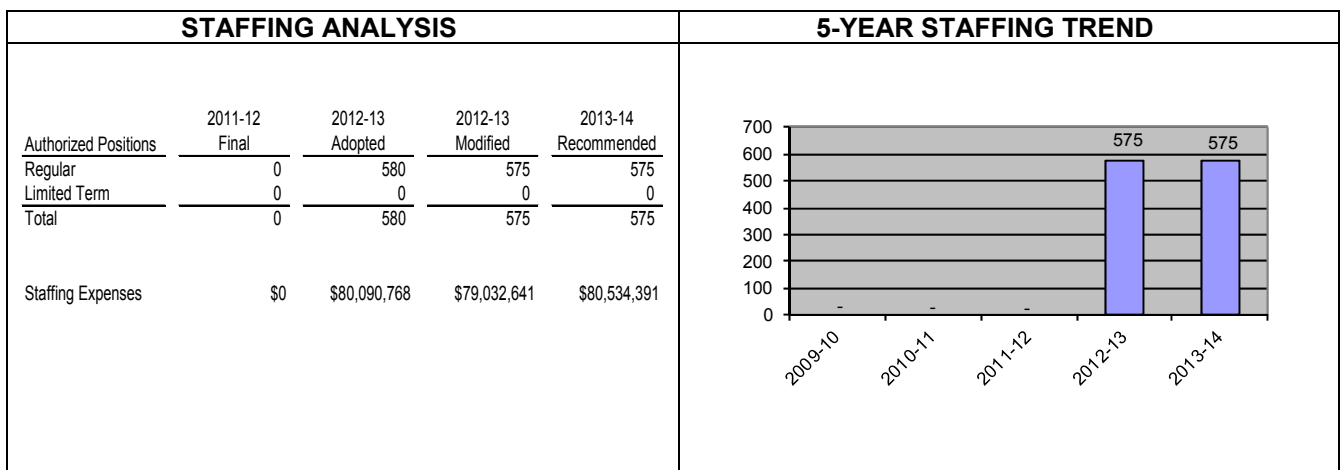 STAFFING ANALYSIS
2011-12 2012-13 2012-13 2013-14
Authorized Positions Final Adopted Modified Recommended
Regular 0 580 575 575
Limited Term 0 0 0 0
Total 0 580 575 575
Staffing Expenses $0 $80,090,768 $79,032,641 $80,534,391
5-YEAR STAFFING TREND
700
600
500
400
300
200
100
0
- - - 575 575
2009-10 2010-11 2011-12 2012-13 2013-14